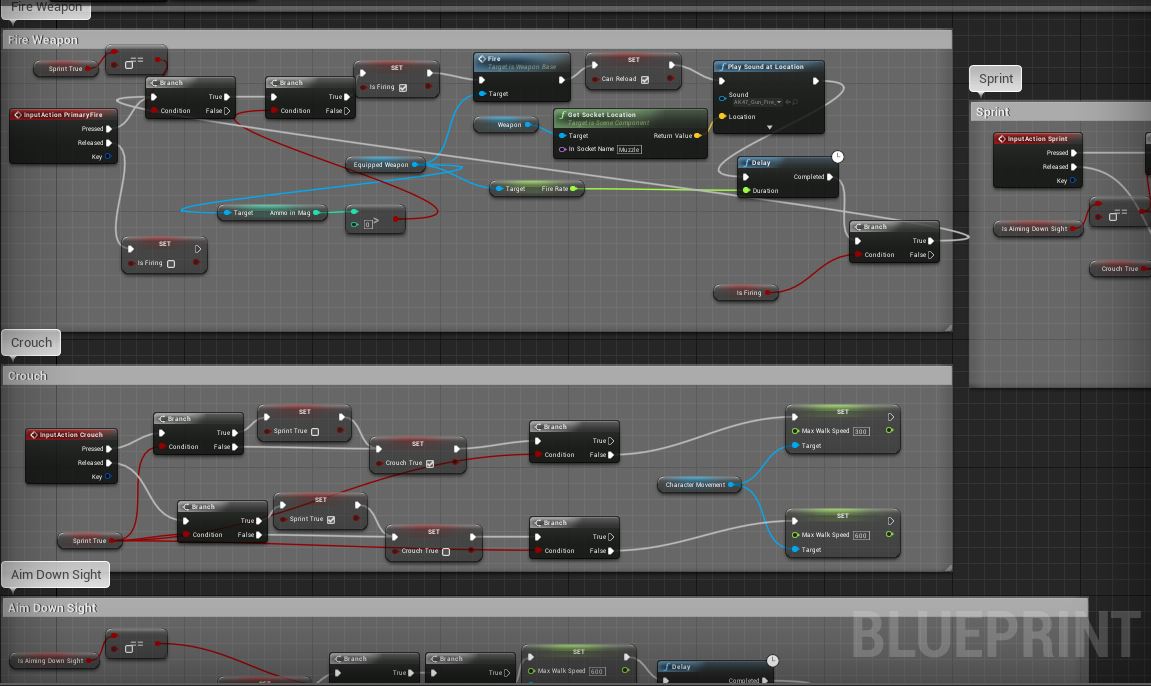 Fire Weapon
Fire Weapon
Sprint True
==
Branch
True
Condition
False
Branch
True
Condition
False
SET
Is Firing
Fire
Target is Weapon Base
Target
SET
Can Reload
Play Sound at Location
Sound
AK47_Gun_Fire_
Location
InputAction PrimaryFire
Pressed
Released
Key
Weapon
Get Socket Location
Target is Scene Component
Target
Return Value
In Socket Name Muzzle
Equipped Weapon
Target Fire Rate
Delay
Completed
Duration
Target Ammo in Mag
0
>
SET
Is Firing
Branch
True
Condition
False
Is Firing
Sprint
Sprint
InputAction Sprint
Pressed
Released
Key
Is Aiming Down Sight
==
Crouch True
Crouch
Crouch
InputAction Crouch
Pressed
Released
Key
Branch
True
Condition
False
SET
Sprint True
SET
Crouch True
Branch
True
Condition
False
SET
Max Walk Speed 300
Target
Character Movement
Sprint True
Branch
True
Condition
False
SET
Sprint True
SET
Crouch True
Branch
True
Condition
False
SET
Max Walk Speed 600
Target
Aim Down Sight
Aim Down Sight
Is Aiming Down Sight
==
SET
Branch
True
Branch
True
SET
Max Walk Speed 600
Delay
Completed
BLUEPRINT